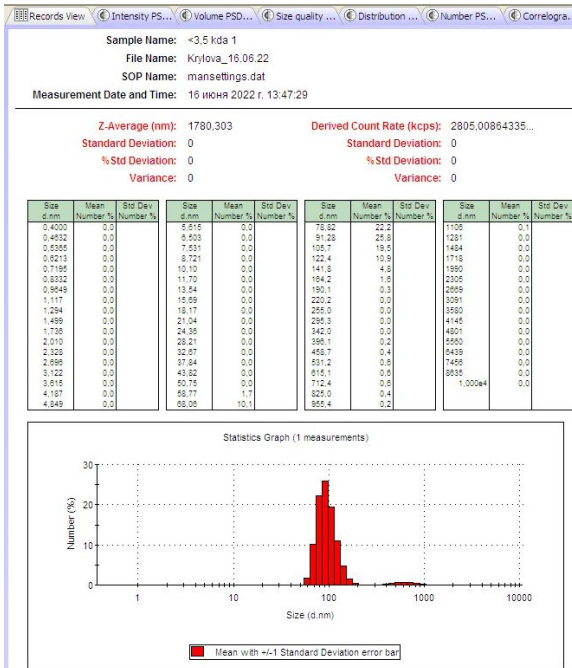 Records View Intensity PS... Volume PSD... Size quality ... Distribution ... Number PS... Correlogra.
Sample Name: <3,5 kda 1
File Name: Krylova_16.06.22
SOP Name: mansettings.dat
Measurement Date and Time: 16 июня 2022 г. 13:47:29
Z-Average (nm): 1780,303 Derived Count Rate (kcps): 2805,00864335...
Standard Deviation: 0 Standard Deviation: 0
%Std Deviation: 0 %Std Deviation: 0
Variance: 0 Variance: 0
Size Mean Std Dev Size Mean Std Dev Size Mean Std Dev Size Mean Std Dev
d.nm Number % Number % d.nm Number % Number % d.nm Number % Number % d.nm Number % Number %
0,4000 0,0 5,615 0,0 78,82 22,2 1106 0,1
0,4632 0,0 6,503 0,0 91,28 25,8 1281 0,0
0,5365 0,0 7,531 0,0 105,7 19,5 1484 0,0
0,6213 0,0 8,721 0,0 122,4 10,9 1718 0,0
0,7195 0,0 10,10 0,0 141,8 4,8 1990 0,0
0,8332 0,0 11,70 0,0 164,2 1,6 2305 0,0
0,9649 0,0 13,54 0,0 190,1 0,3 2669 0,0
1,117 0,0 15,69 0,0 220,2 0,0 3091 0,0
1,294 0,0 18,17 0,0 255,0 0,0 3580 0,0
1,499 0,0 21,04 0,0 295,3 0,0 4145 0,0
1,736 0,0 24,36 0,0 342,0 0,0 4801 0,0
2,010 0,0 28,21 0,0 396,1 0,2 5560 0,0
2,328 0,0 32,67 0,0 458,7 0,4 6439 0,0
2,696 0,0 37,84 0,0 531,2 0,6 7456 0,0
3,122 0,0 43,82 0,0 615,1 0,6 8635 0,0
3,615 0,0 50,75 0,0 712,4 0,6 1,000e4 0,0
4,187 0,0 58,77 1,7 825,0 0,4
4,849 0,0 68,06 10,1 955,4 0,2
Statistics Graph (1 measurements)
30
20
10
0
Number (%)
1 10 100 1000 10000
Size (d.nm)
Mean with +/-1 Standard Deviation error bar